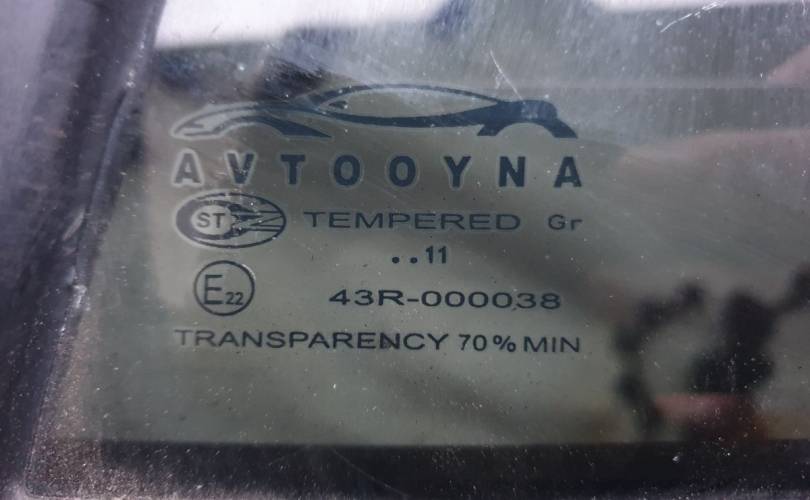 AVTOOYNA
ST TEMPERED Gr
..11
E22 43R-000038
TRANSPARENCY 70% MIN